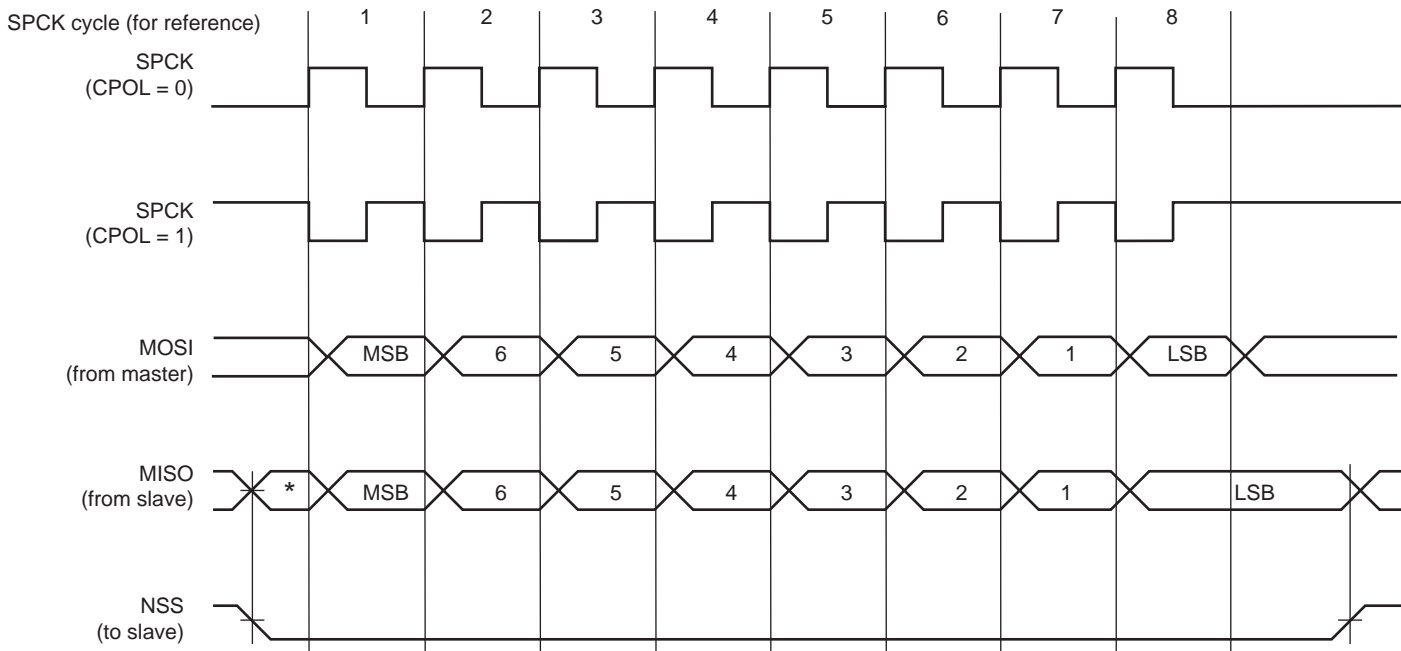 SPCK cycle (for reference) 1 2 3 4 5 6 7 8
SPCK
(CPOL = 0)
SPCK
(CPOL = 1)
MOSI
(from master)
MSB 6 5 4 3 2 1 LSB
MISO
(from slave)
* MSB 6 5 4 3 2 1 LSB
NSS
(to slave)